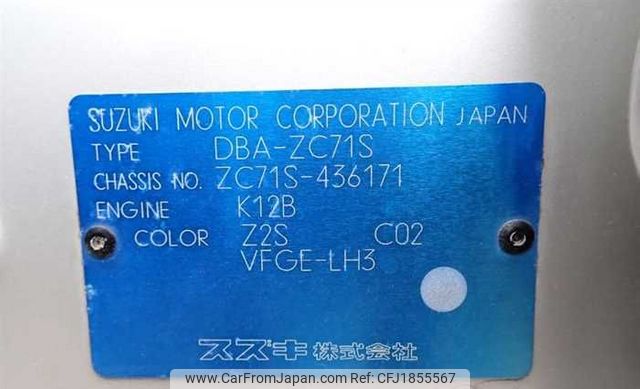 SUZUKI MOTOR CORPORATION JAPAN
TYPE DBA-ZC71S
CHASSIS NO. ZC71S-436171
ENGINE K12B
COLOR Z2S C02
VFGE-LH3
スズキ株式会社
www.CarFromJapan.com | No. CFJ1855567